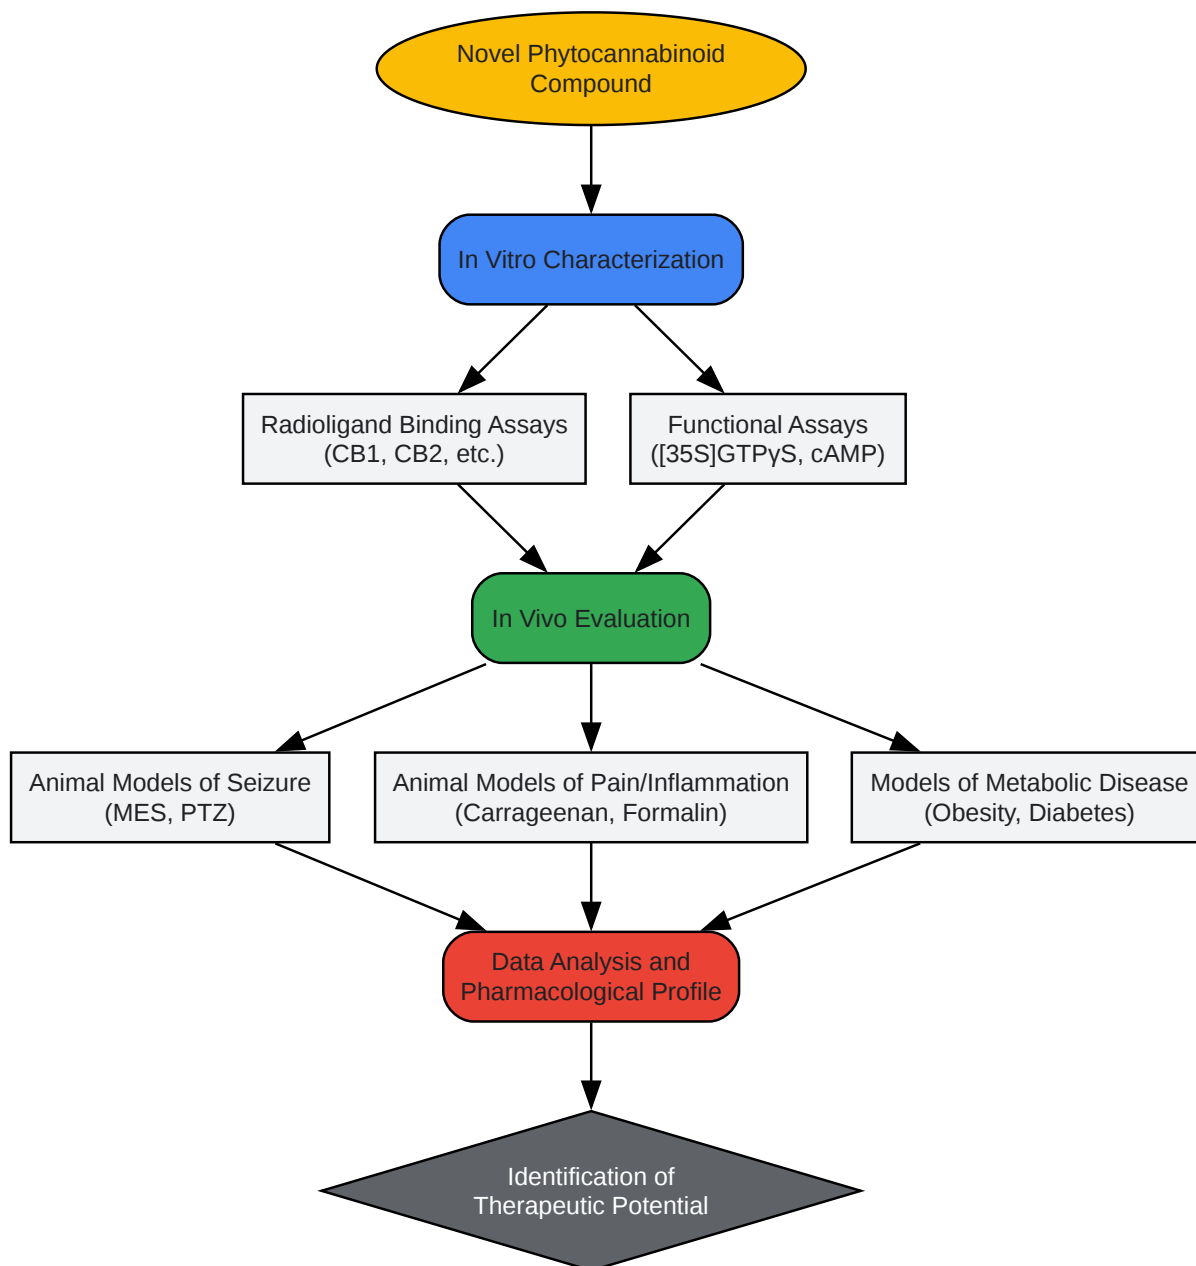 Novel Phytocannabinoid
Compound
In Vitro Characterization
Radioligand Binding Assays
(CB1, CB2, etc.)
Functional Assays
([35S]GTPγS, cAMP)
In Vivo Evaluation
Animal Models of Seizure
(MES, PTZ)
Animal Models of Pain/Inflammation
(Carrageenan, Formalin)
Models of Metabolic Disease
(Obesity, Diabetes)
Data Analysis and
Pharmacological Profile
Identification of
Therapeutic Potential